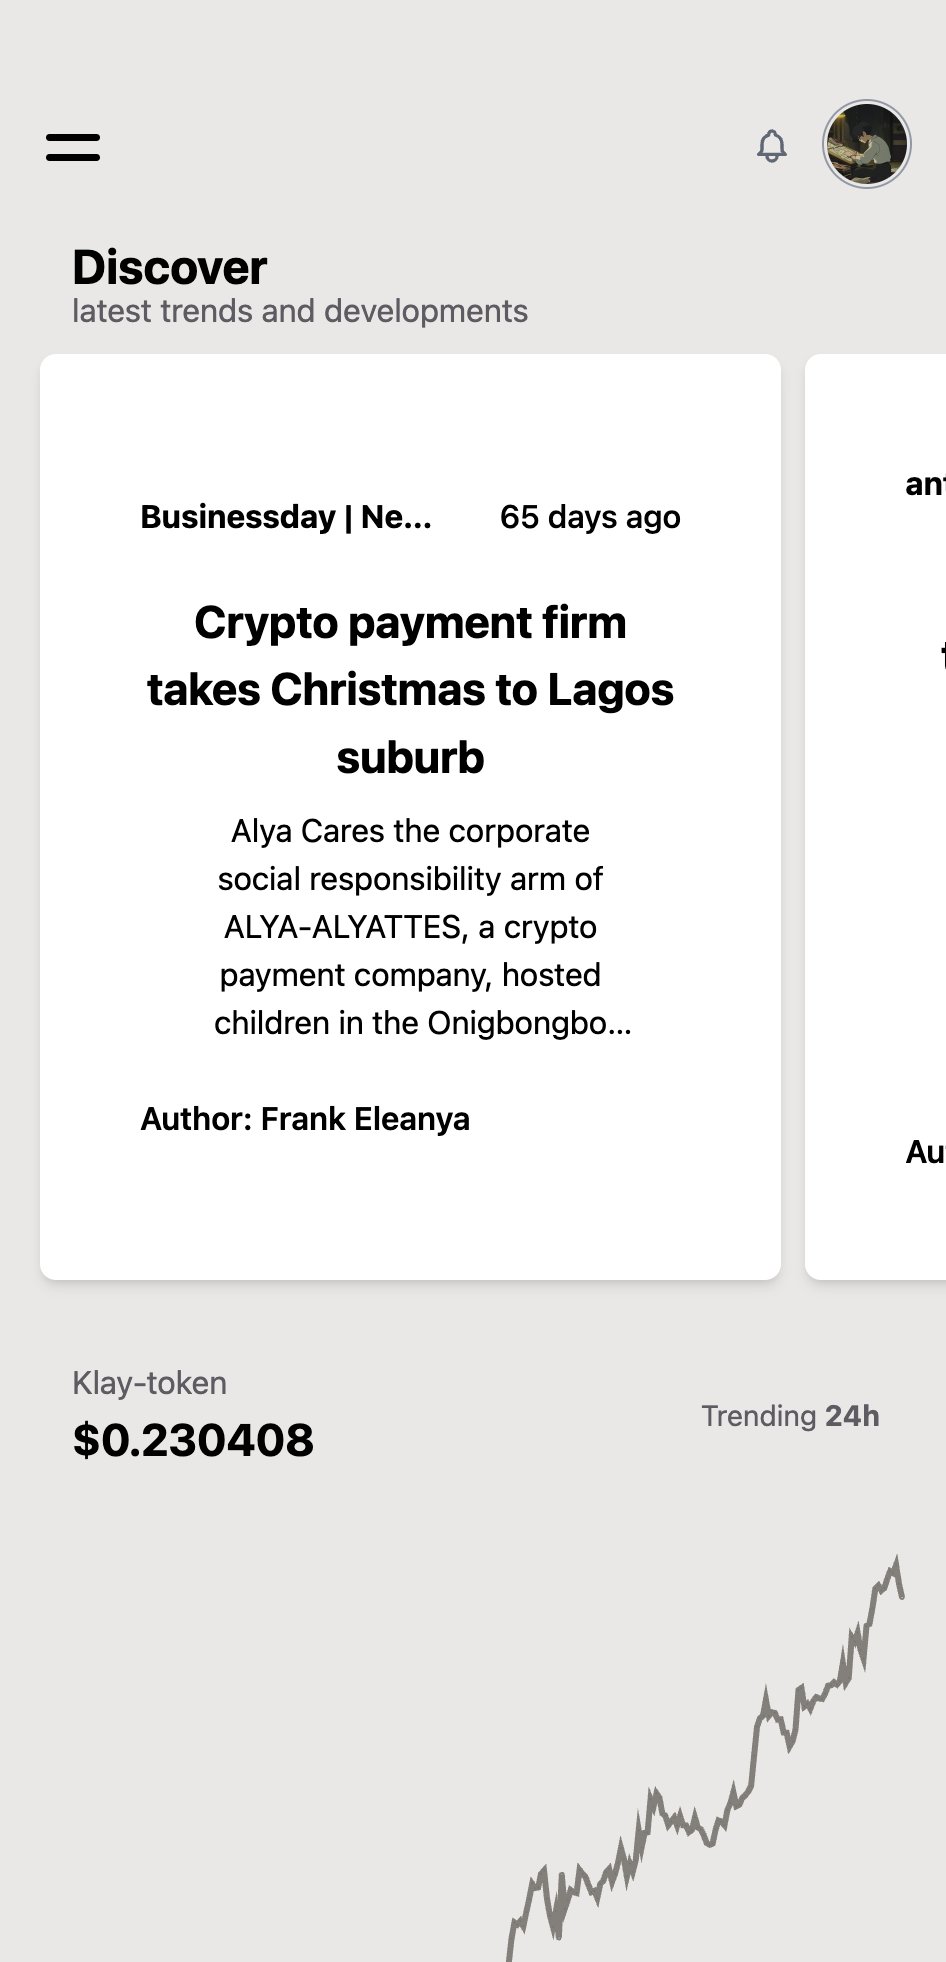 Discover
latest trends and developments
Businessday | Ne... 65 days ago
Crypto payment firm
takes Christmas to Lagos
suburb
Alya Cares the corporate
social responsibility arm of
ALYA-ALYATTES, a crypto
payment company, hosted
children in the Onigbongbo...
Author: Frank Eleanya
Klay-token
$0.230408
Trending 24h